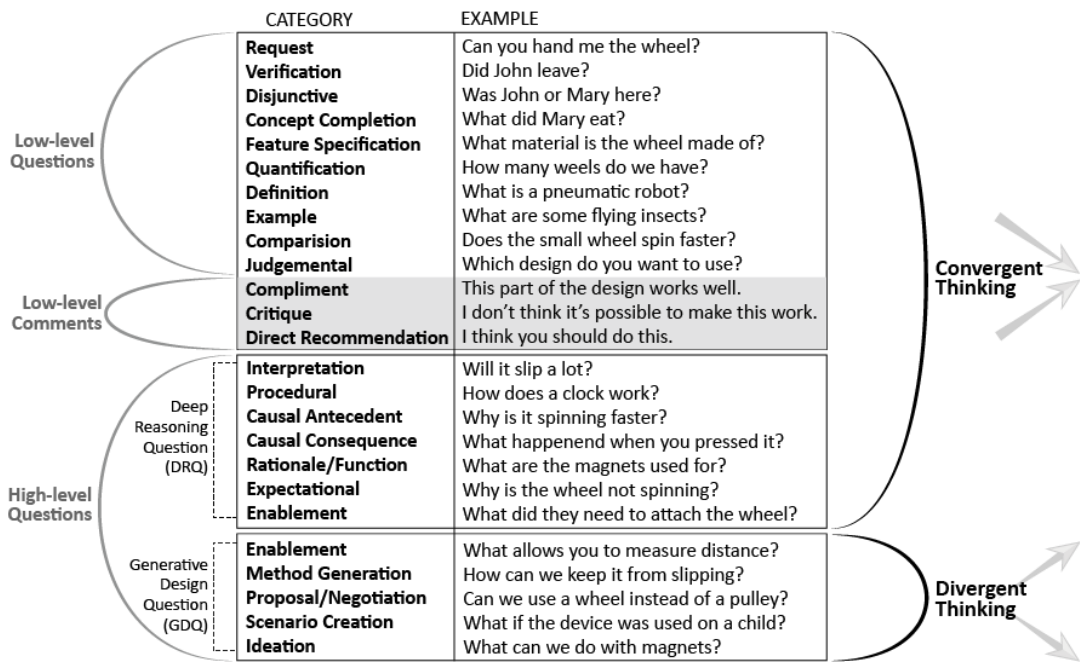 CATEGORY EXAMPLE
Request Can you hand me the wheel?
Verification Did John leave?
Disjunctive Was John or Mary here?
Concept Completion What did Mary eat?
Feature Specification What material is the wheel made of?
Quantification How many weels do we have?
Definition What is a pneumatic robot?
Example What are some flying insects?
Comparision Does the small wheel spin faster?
Judgemental Which design do you want to use?
Low-level
Questions
Compliment This part of the design works well.
Critique I don't think it's possible to make this work.
Direct Recommendation I think you should do this.
Low-level
Comments
Interpretation Will it slip a lot?
Procedural How does a clock work?
Causal Antecedent Why is it spinning faster?
Causal Consequence What happenend when you pressed it?
Rationale/Function What are the magnets used for?
Expectational Why is the wheel not spinning?
Enablement What did they need to attach the wheel?
Deep
Reasoning
Question
(DRQ)
High-level
Questions
Enablement What allows you to measure distance?
Method Generation How can we keep it from slipping?
Proposal/Negotiation Can we use a wheel instead of a pulley?
Scenario Creation What if the device was used on a child?
Ideation What can we do with magnets?
Generative
Design
Question
(GDQ)
Convergent
Thinking
Divergent
Thinking